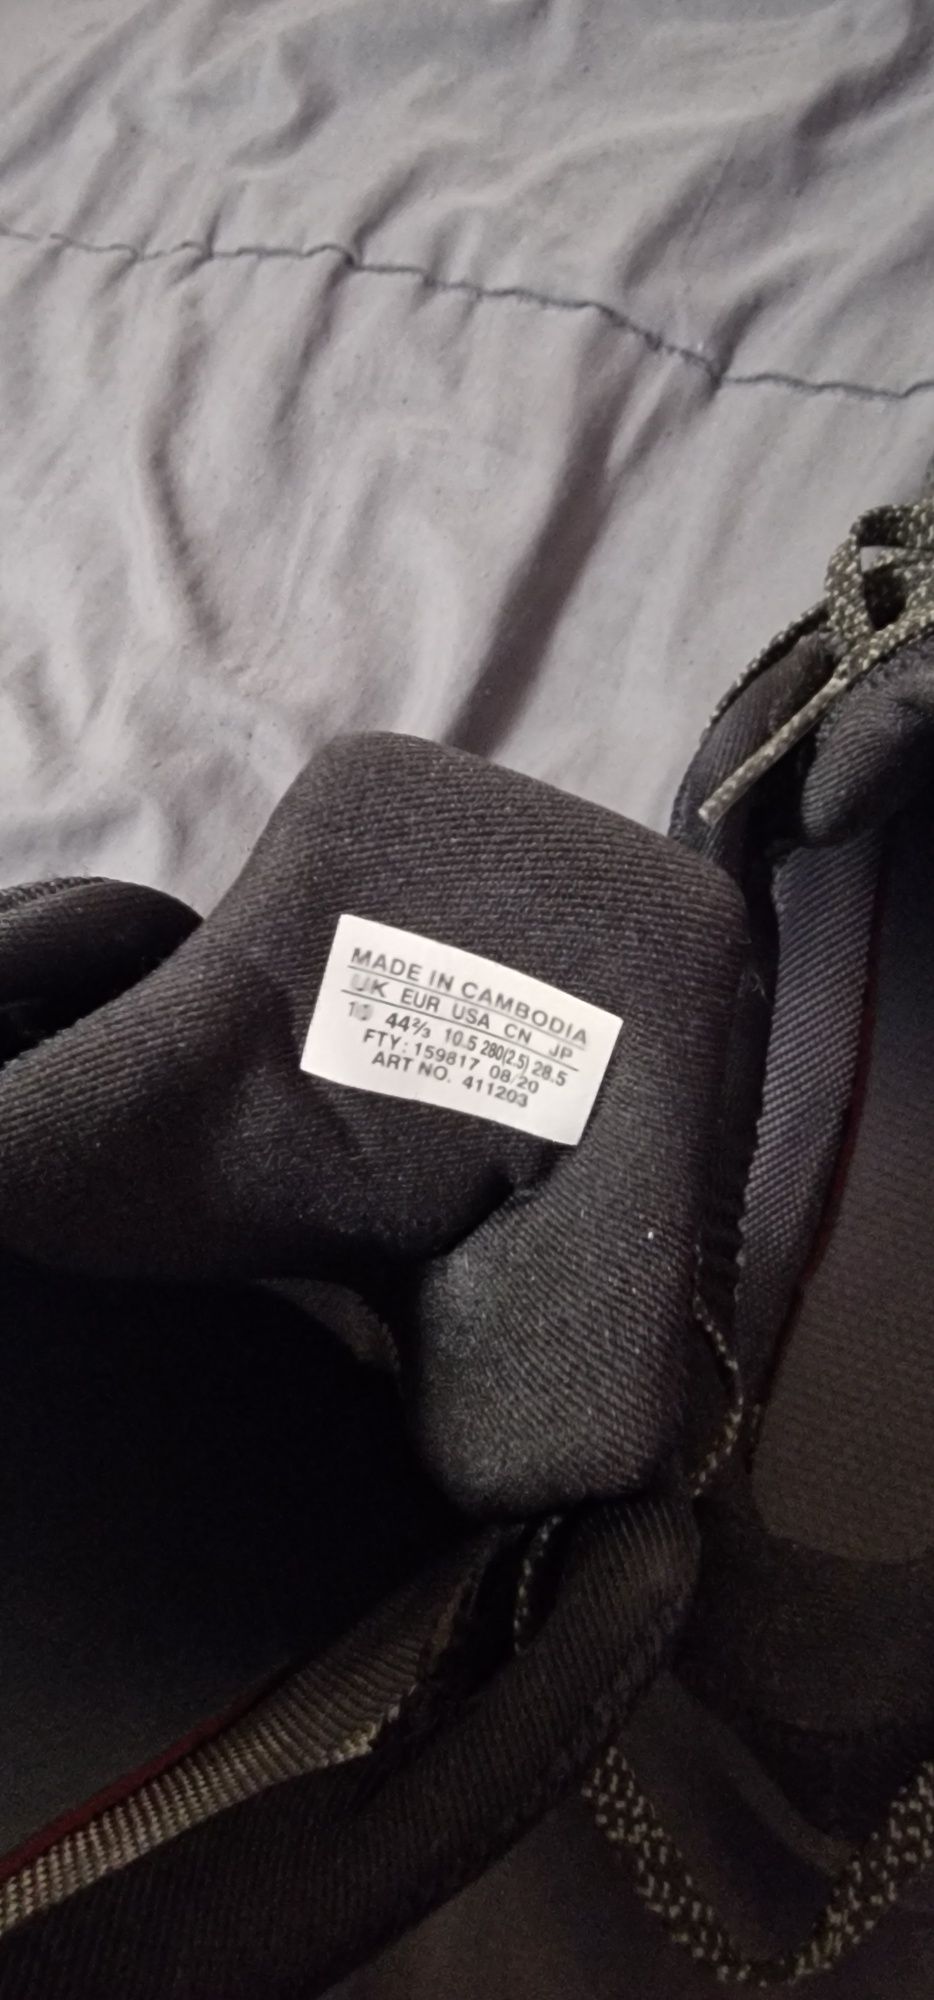 MADE IN CAMBODIA
UK EUR USA CN JP
44⅔ 10.5 280(2.5) 28.5
FTY: 159817 08/20
ART NO. 411203